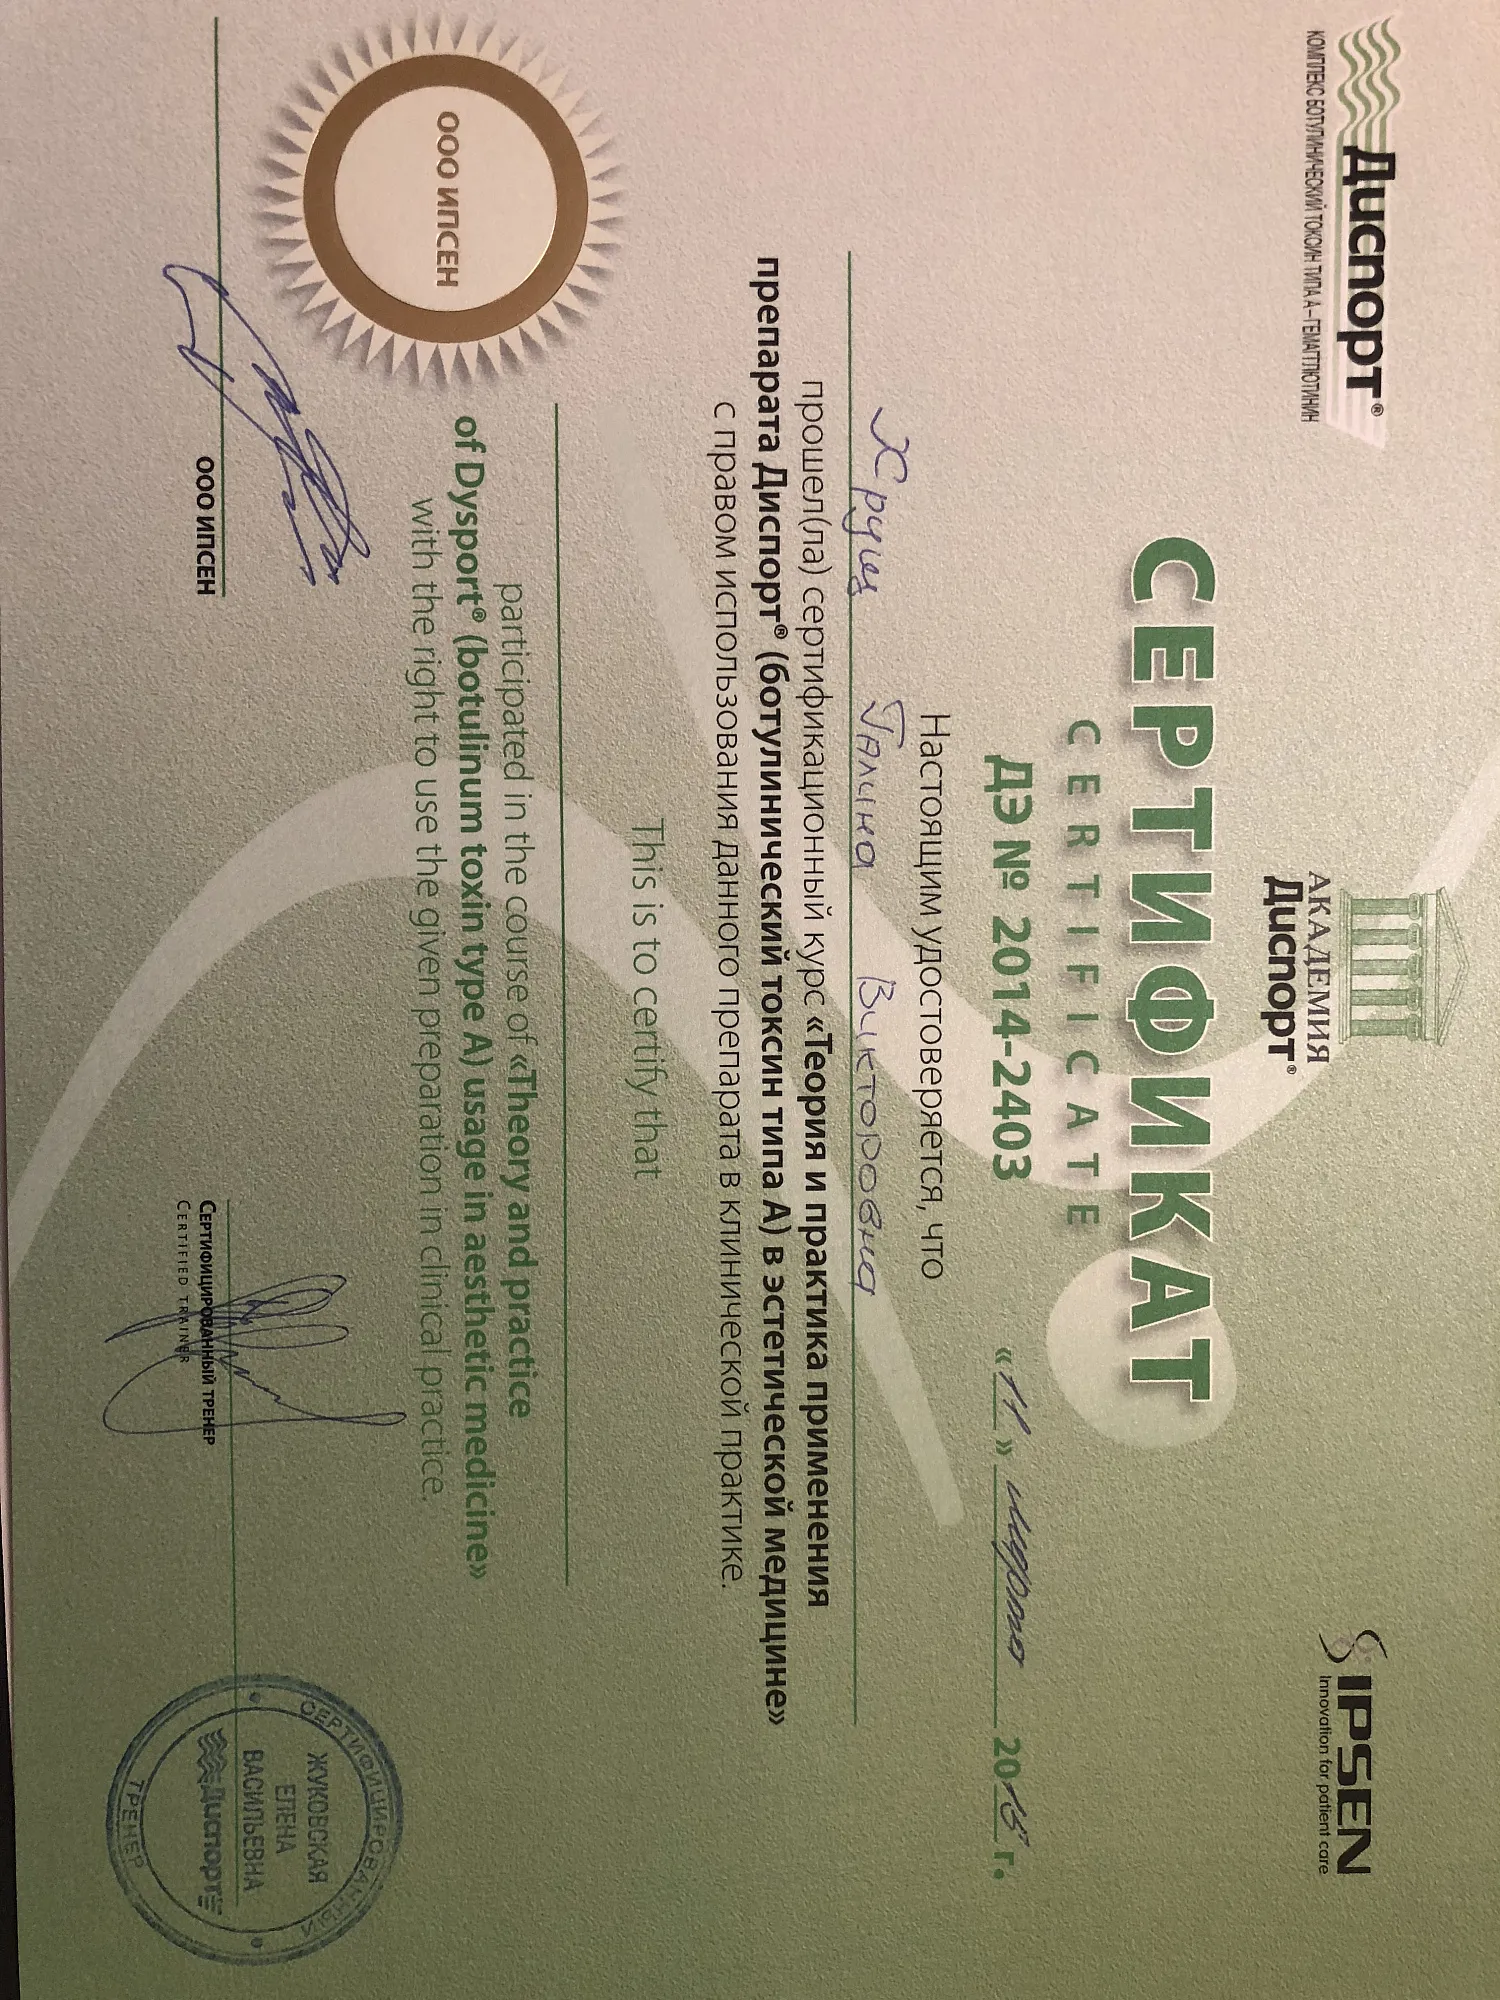 Диспорт®
КОМПЛЕКС БОТУЛИНИЧЕСКИЙ ТОКСИН ТИПА А–ГЕМАГГЛЮТИНИН
АКАДЕМИЯ
Диспорт®
IPSEN
Innovation for patient care
СЕРТИФИКАТ
CERTIFICATE
ДЭ № 2014-2403
«11» марта 2015 г.
Настоящим удостоверяется, что
Хрущ Галина Викторовна
прошел(ла) сертификационный курс «Теория и практика применения
препарата Диспорт® (ботулинический токсин типа А) в эстетической медицине»
с правом использования данного препарата в клинической практике.
This is to certify that
participated in the course of «Theory and practice
of Dysport® (botulinum toxin type A) usage in aesthetic medicine»
with the right to use the given preparation in clinical practice.
ООО ИПСЕН
ООО ИПСЕН
СЕРТИФИЦИРОВАННЫЙ ТРЕНЕР
CERTIFIED TRAINER
СЕРТИФИЦИРОВАННЫЙ
ЖУКОВСКАЯ
ЕЛЕНА
ВАСИЛЬЕВНА
Диспорт
ТРЕНЕР